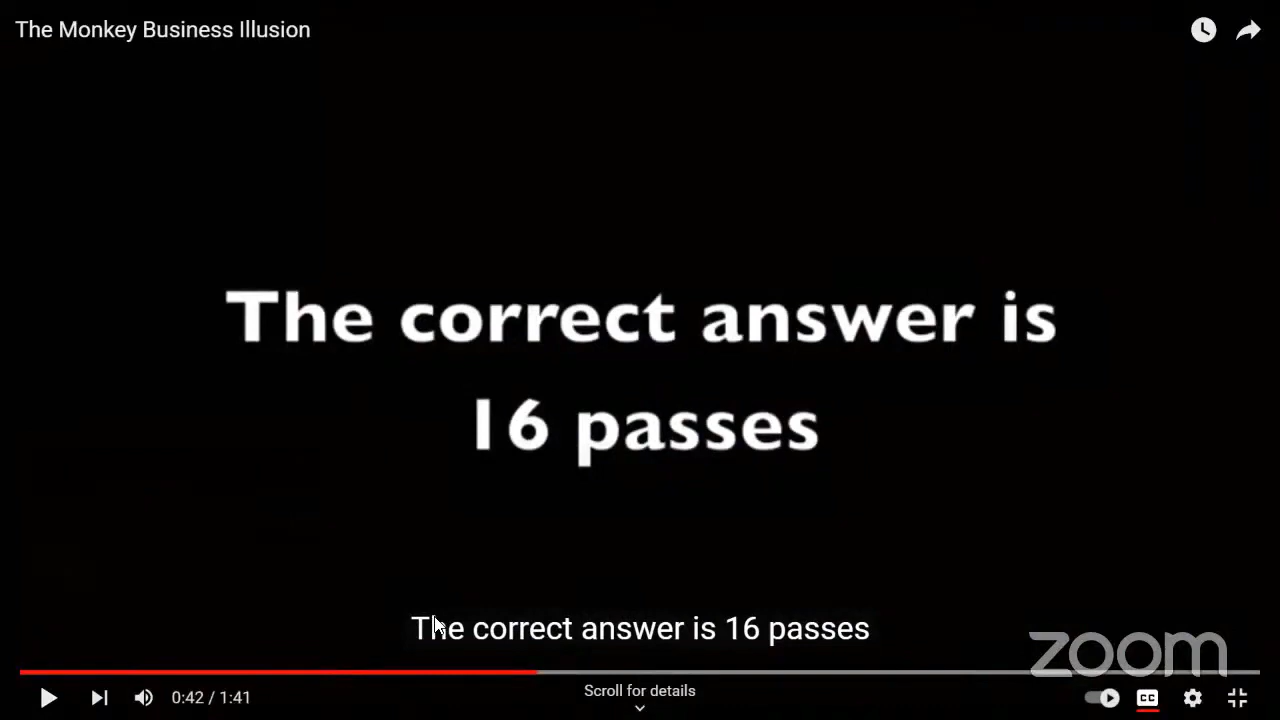 The Monkey Business Illusion
The correct answer is
16 passes
The correct answer is 16 passes
zoom
0:42 / 1:41
Scroll for details
CC